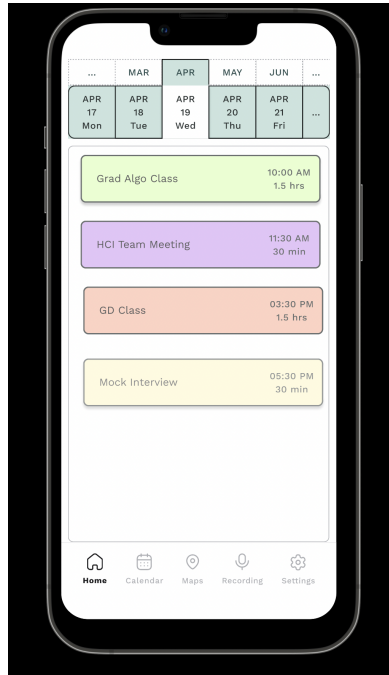 ... MAR APR MAY JUN ...
APR APR APR APR APR
17 18 19 20 21 ...
Mon Tue Wed Thu Fri
Grad Algo Class 10:00 AM
1.5 hrs
HCI Team Meeting 11:30 AM
30 min
GD Class 03:30 PM
1.5 hrs
Mock Interview 05:30 PM
30 min
Home Calendar Maps Recording Settings